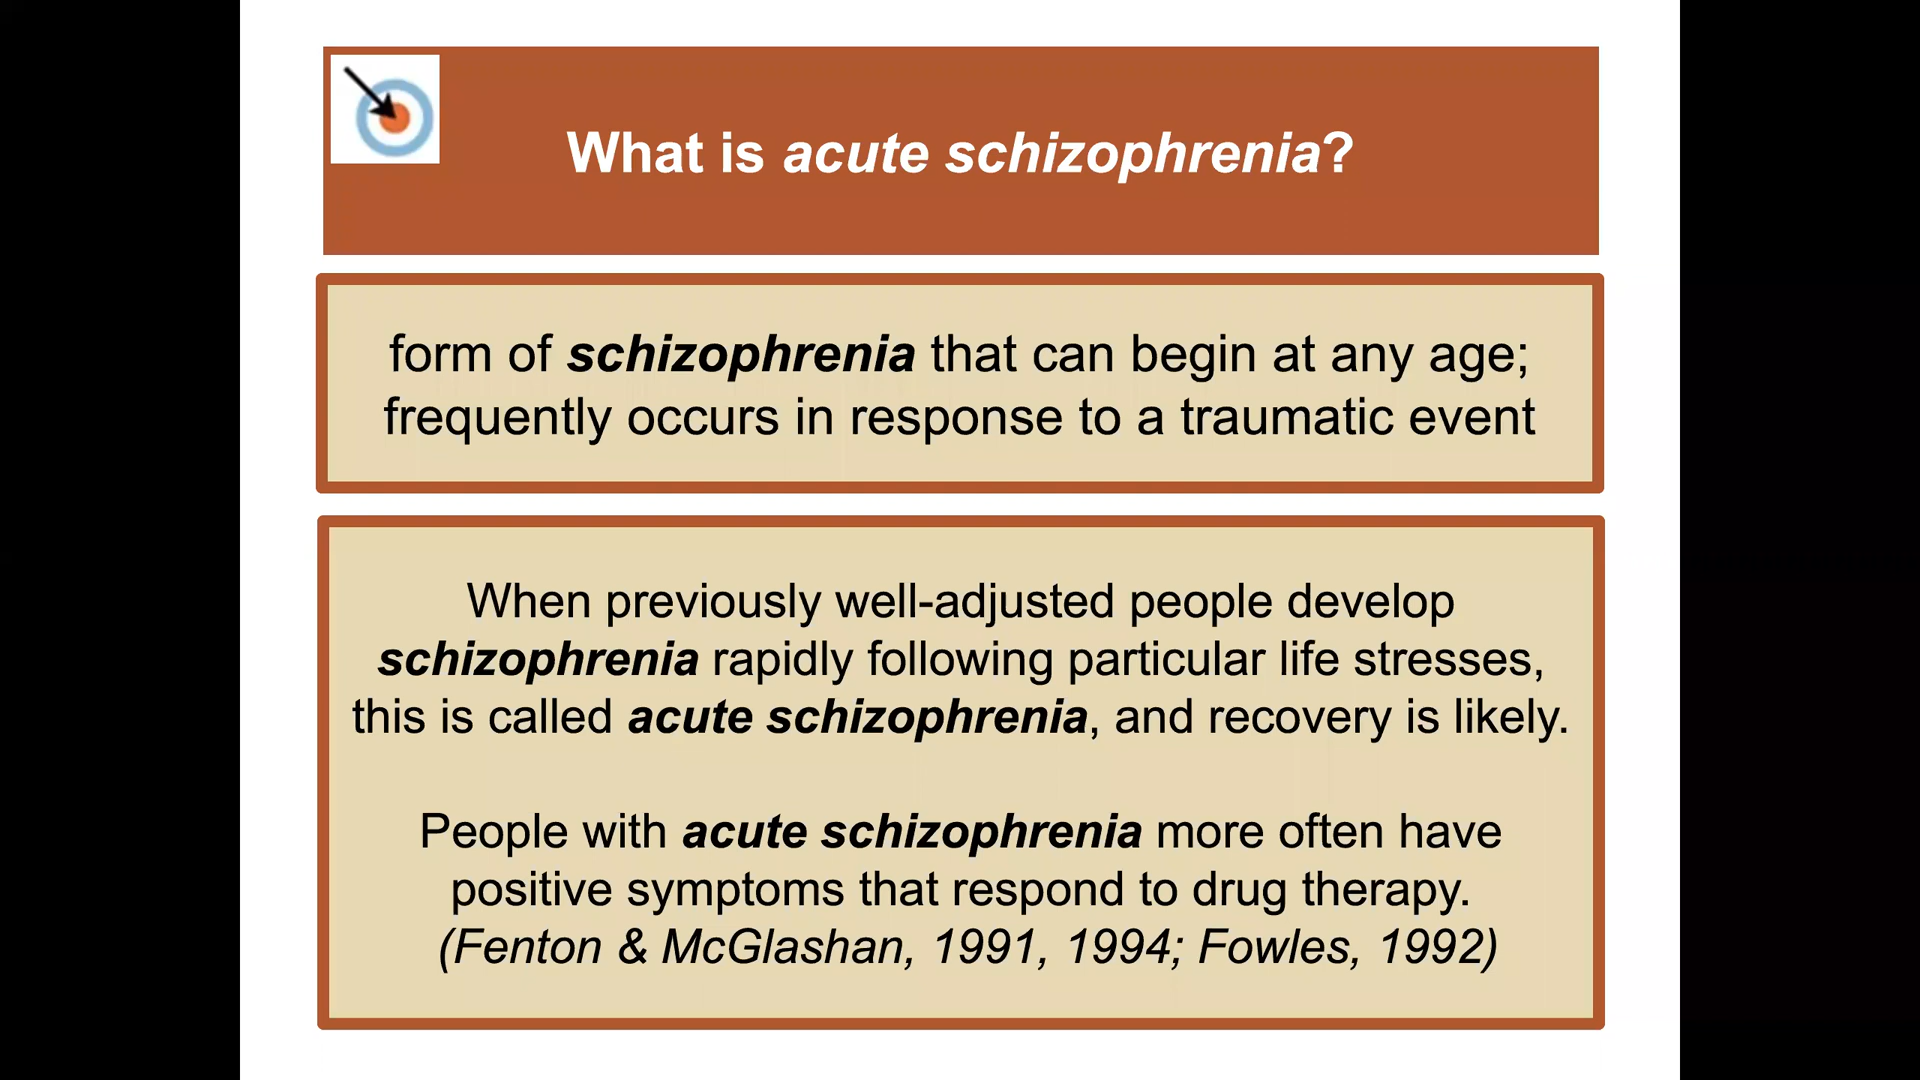 What is acute schizophrenia?
form of schizophrenia that can begin at any age;
frequently occurs in response to a traumatic event
When previously well-adjusted people develop
schizophrenia rapidly following particular life stresses,
this is called acute schizophrenia, and recovery is likely.
People with acute schizophrenia more often have
positive symptoms that respond to drug therapy.
(Fenton & McGlashan, 1991, 1994; Fowles, 1992)